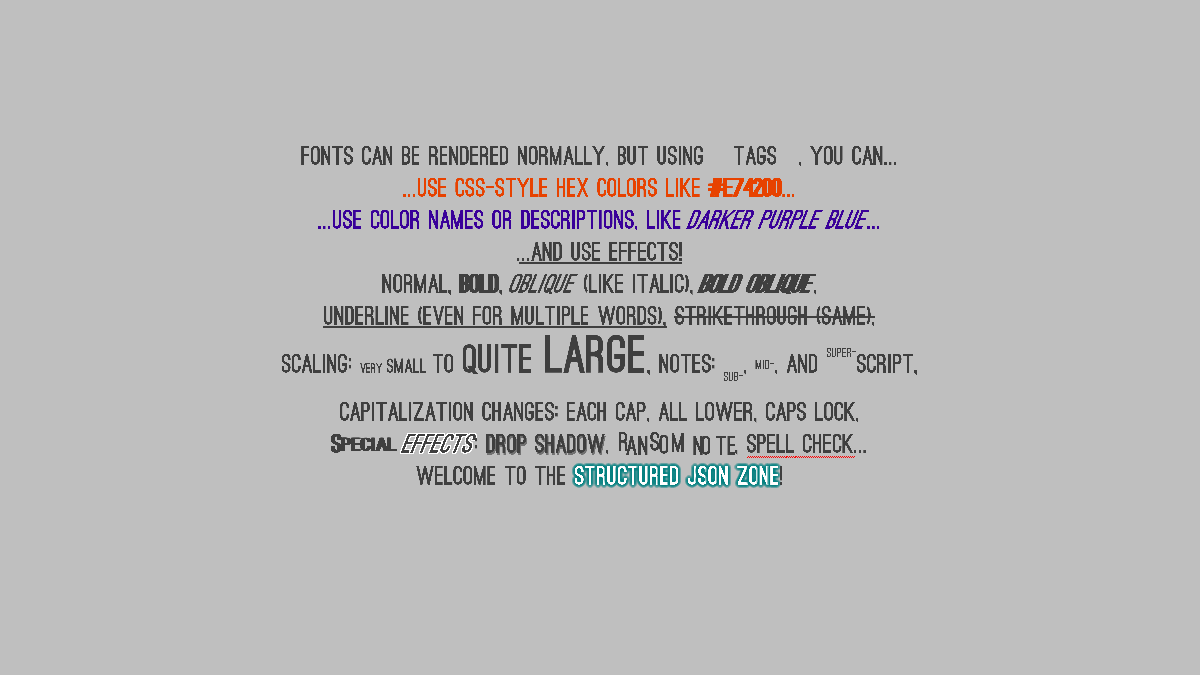 FONTS CAN BE RENDERED NORMALLY, BUT USING TAGS , YOU CAN...
...USE CSS-STYLE HEX COLORS LIKE #E74200...
...USE COLOR NAMES OR DESCRIPTIONS, LIKE DARKER PURPLE BLUE...
...AND USE EFFECTS!
NORMAL, BOLD, OBLIQUE (LIKE ITALIC), BOLD OBLIQUE,
UNDERLINE (EVEN FOR MULTIPLE WORDS), STRIKETHROUGH (SAME),
SCALING: VERY SMALL TO QUITE LARGE, NOTES: SUB-, MID-, AND SUPER-SCRIPT,
CAPITALIZATION CHANGES: EACH CAP, ALL LOWER, CAPS LOCK,
SPECIAL EFFECTS: DROP SHADOW, RANSOM NOTE, SPELL CHECK...
WELCOME TO THE STRUCTURED JSON ZONE!